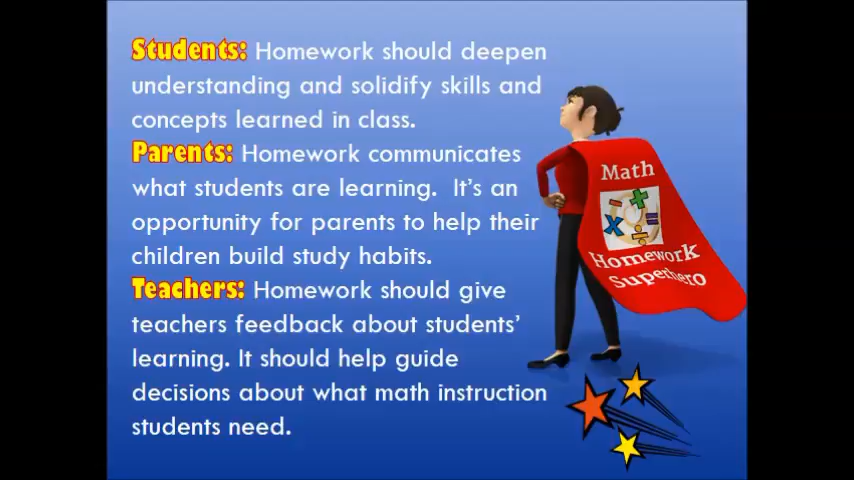 Students: Homework should deepen
understanding and solidify skills and
concepts learned in class.
Parents: Homework communicates
what students are learning.  It's an
opportunity for parents to help their
children build study habits.
Teachers: Homework should give
teachers feedback about students'
learning. It should help guide
decisions about what math instruction
students need.
Math
Homework
Superhero